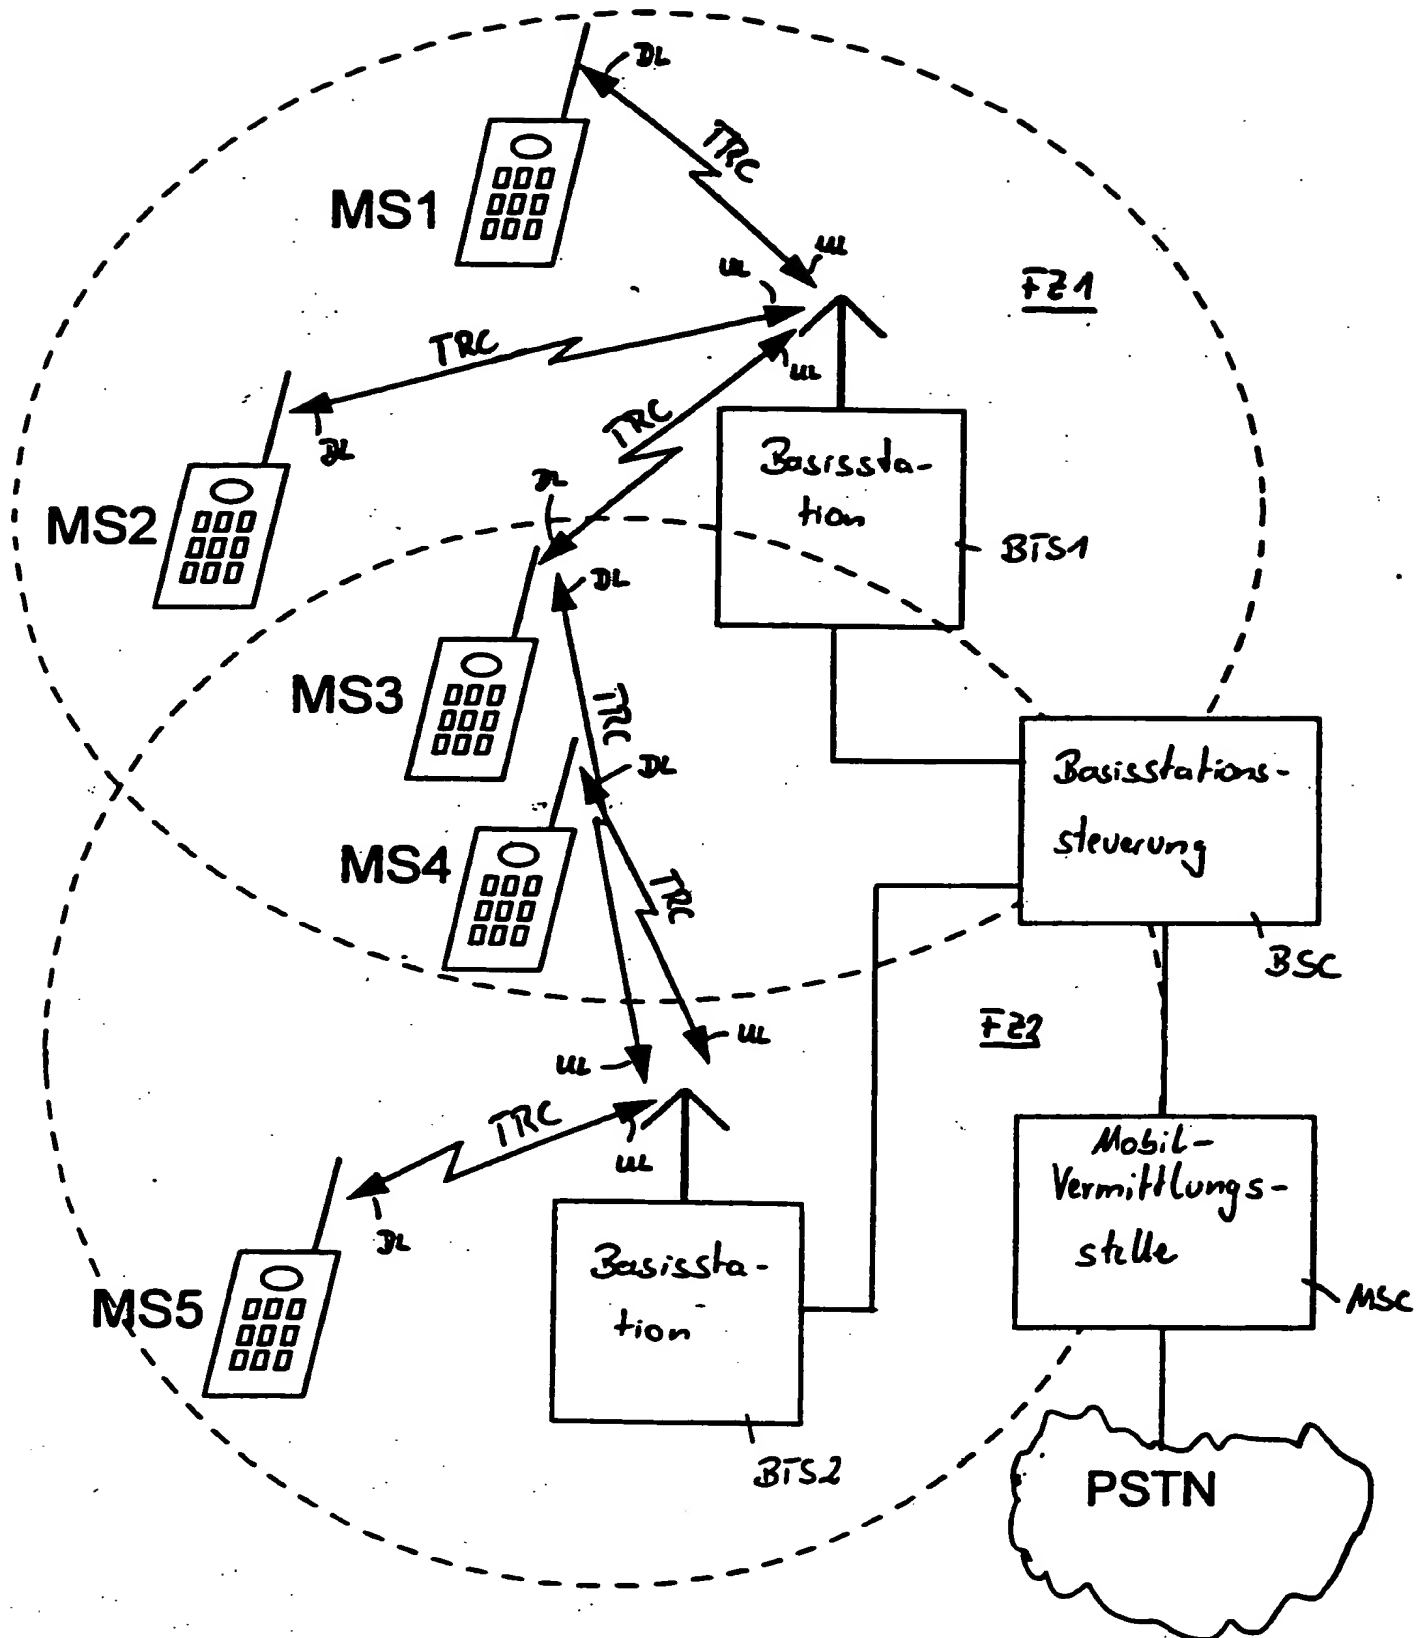 DL
TRC
MS1
UL
UL
FZ1
TRC
UL
DL
TRC
Basissta-
tion
DL
MS2
BTS1
DL
MS3
TRC
DL
Basisstations-
steuerung
MS4
TRC
BSC
FZ2
UL
UL
TRC
UL
Mobil-
Vermittlungs-
stelle
DL
MS5
Basissta-
tion
MSC
BTS2
PSTN